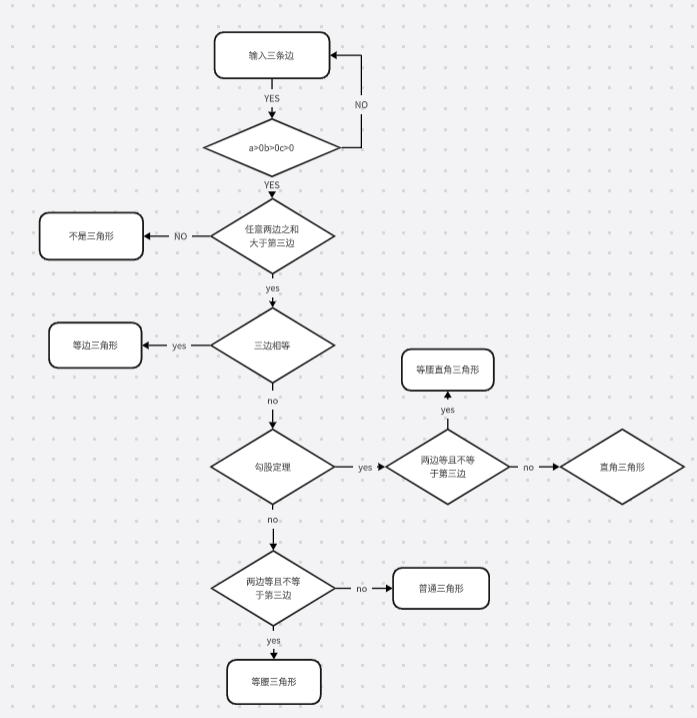 输入三条边
YES
NO
a>0b>0c>0
YES
任意两边之和
大于第三边
NO
不是三角形
yes
三边相等
yes
等边三角形
no
勾股定理
yes
两边等且不等
于第三边
yes
等腰直角三角形
no
直角三角形
no
两边等且不等
于第三边
no
普通三角形
yes
等腰三角形